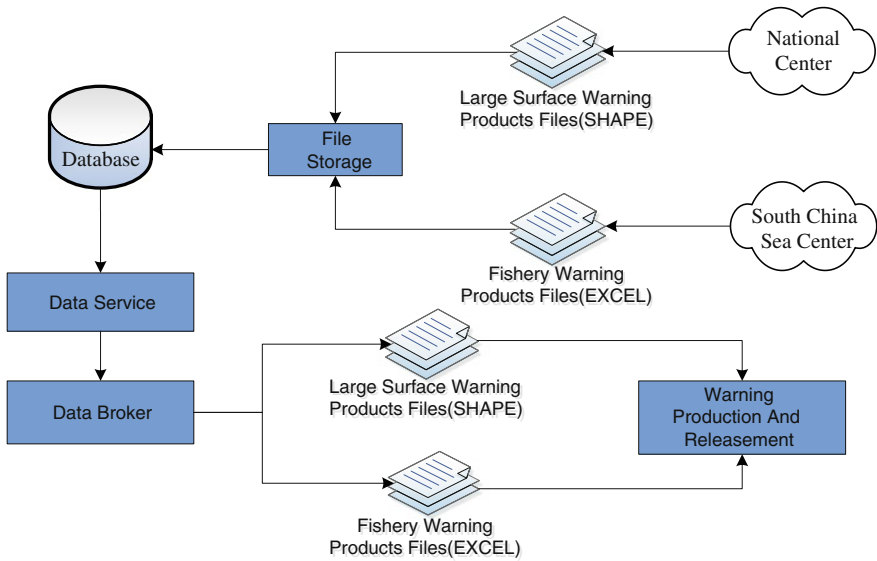 National
Center
Large Surface Warning
Products Files(SHAPE)
File
Storage
Database
South China
Sea Center
Fishery Warning
Products Files(EXCEL)
Data Service
Large Surface Warning
Products Files(SHAPE)
Data Broker
Warning
Production And
Releasement
Fishery Warning
Products Files(EXCEL)